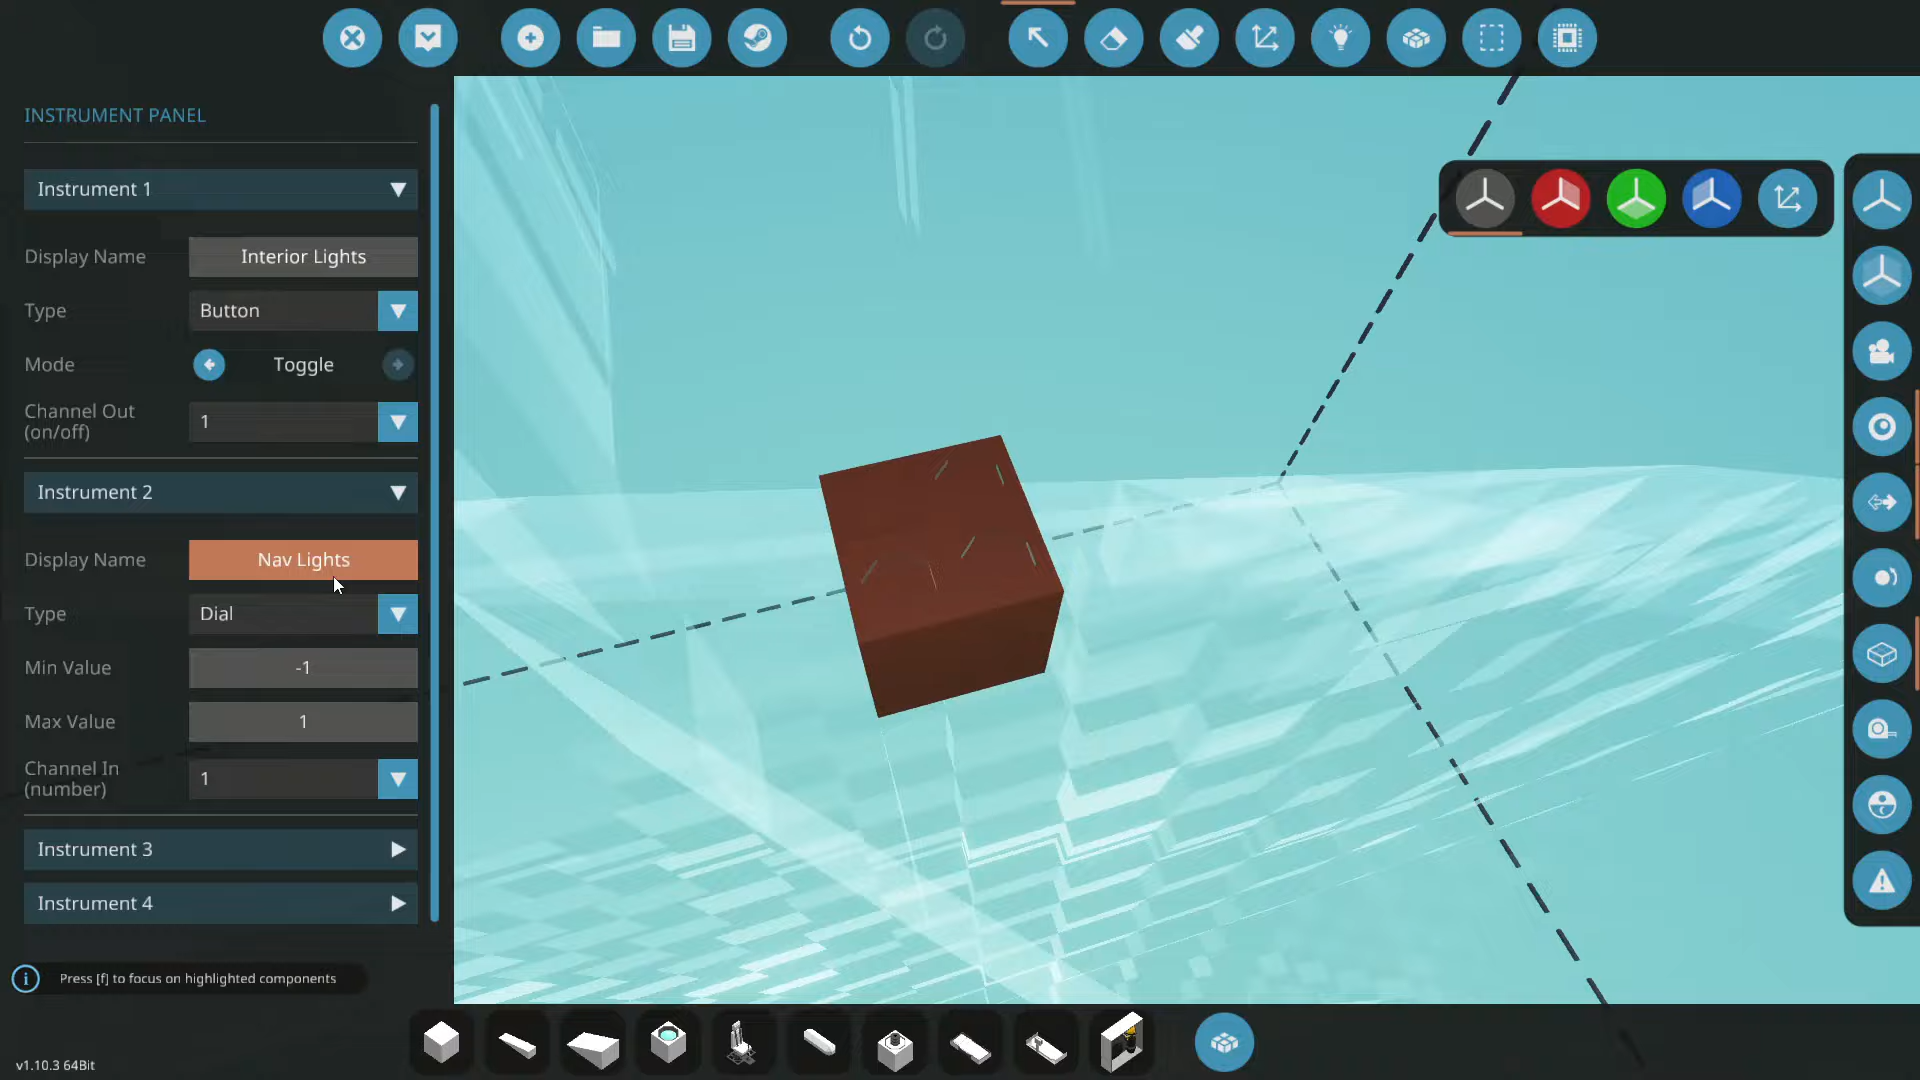 INSTRUMENT PANEL
Instrument 1
Display Name
Interior Lights
Type
Button
Mode
Toggle
Channel Out
(on/off)
1
Instrument 2
Display Name
Nav Lights
Type
Dial
Min Value
-1
Max Value
1
Channel In
(number)
1
Instrument 3
Instrument 4
Press [f] to focus on highlighted components
v1.10.3 64Bit